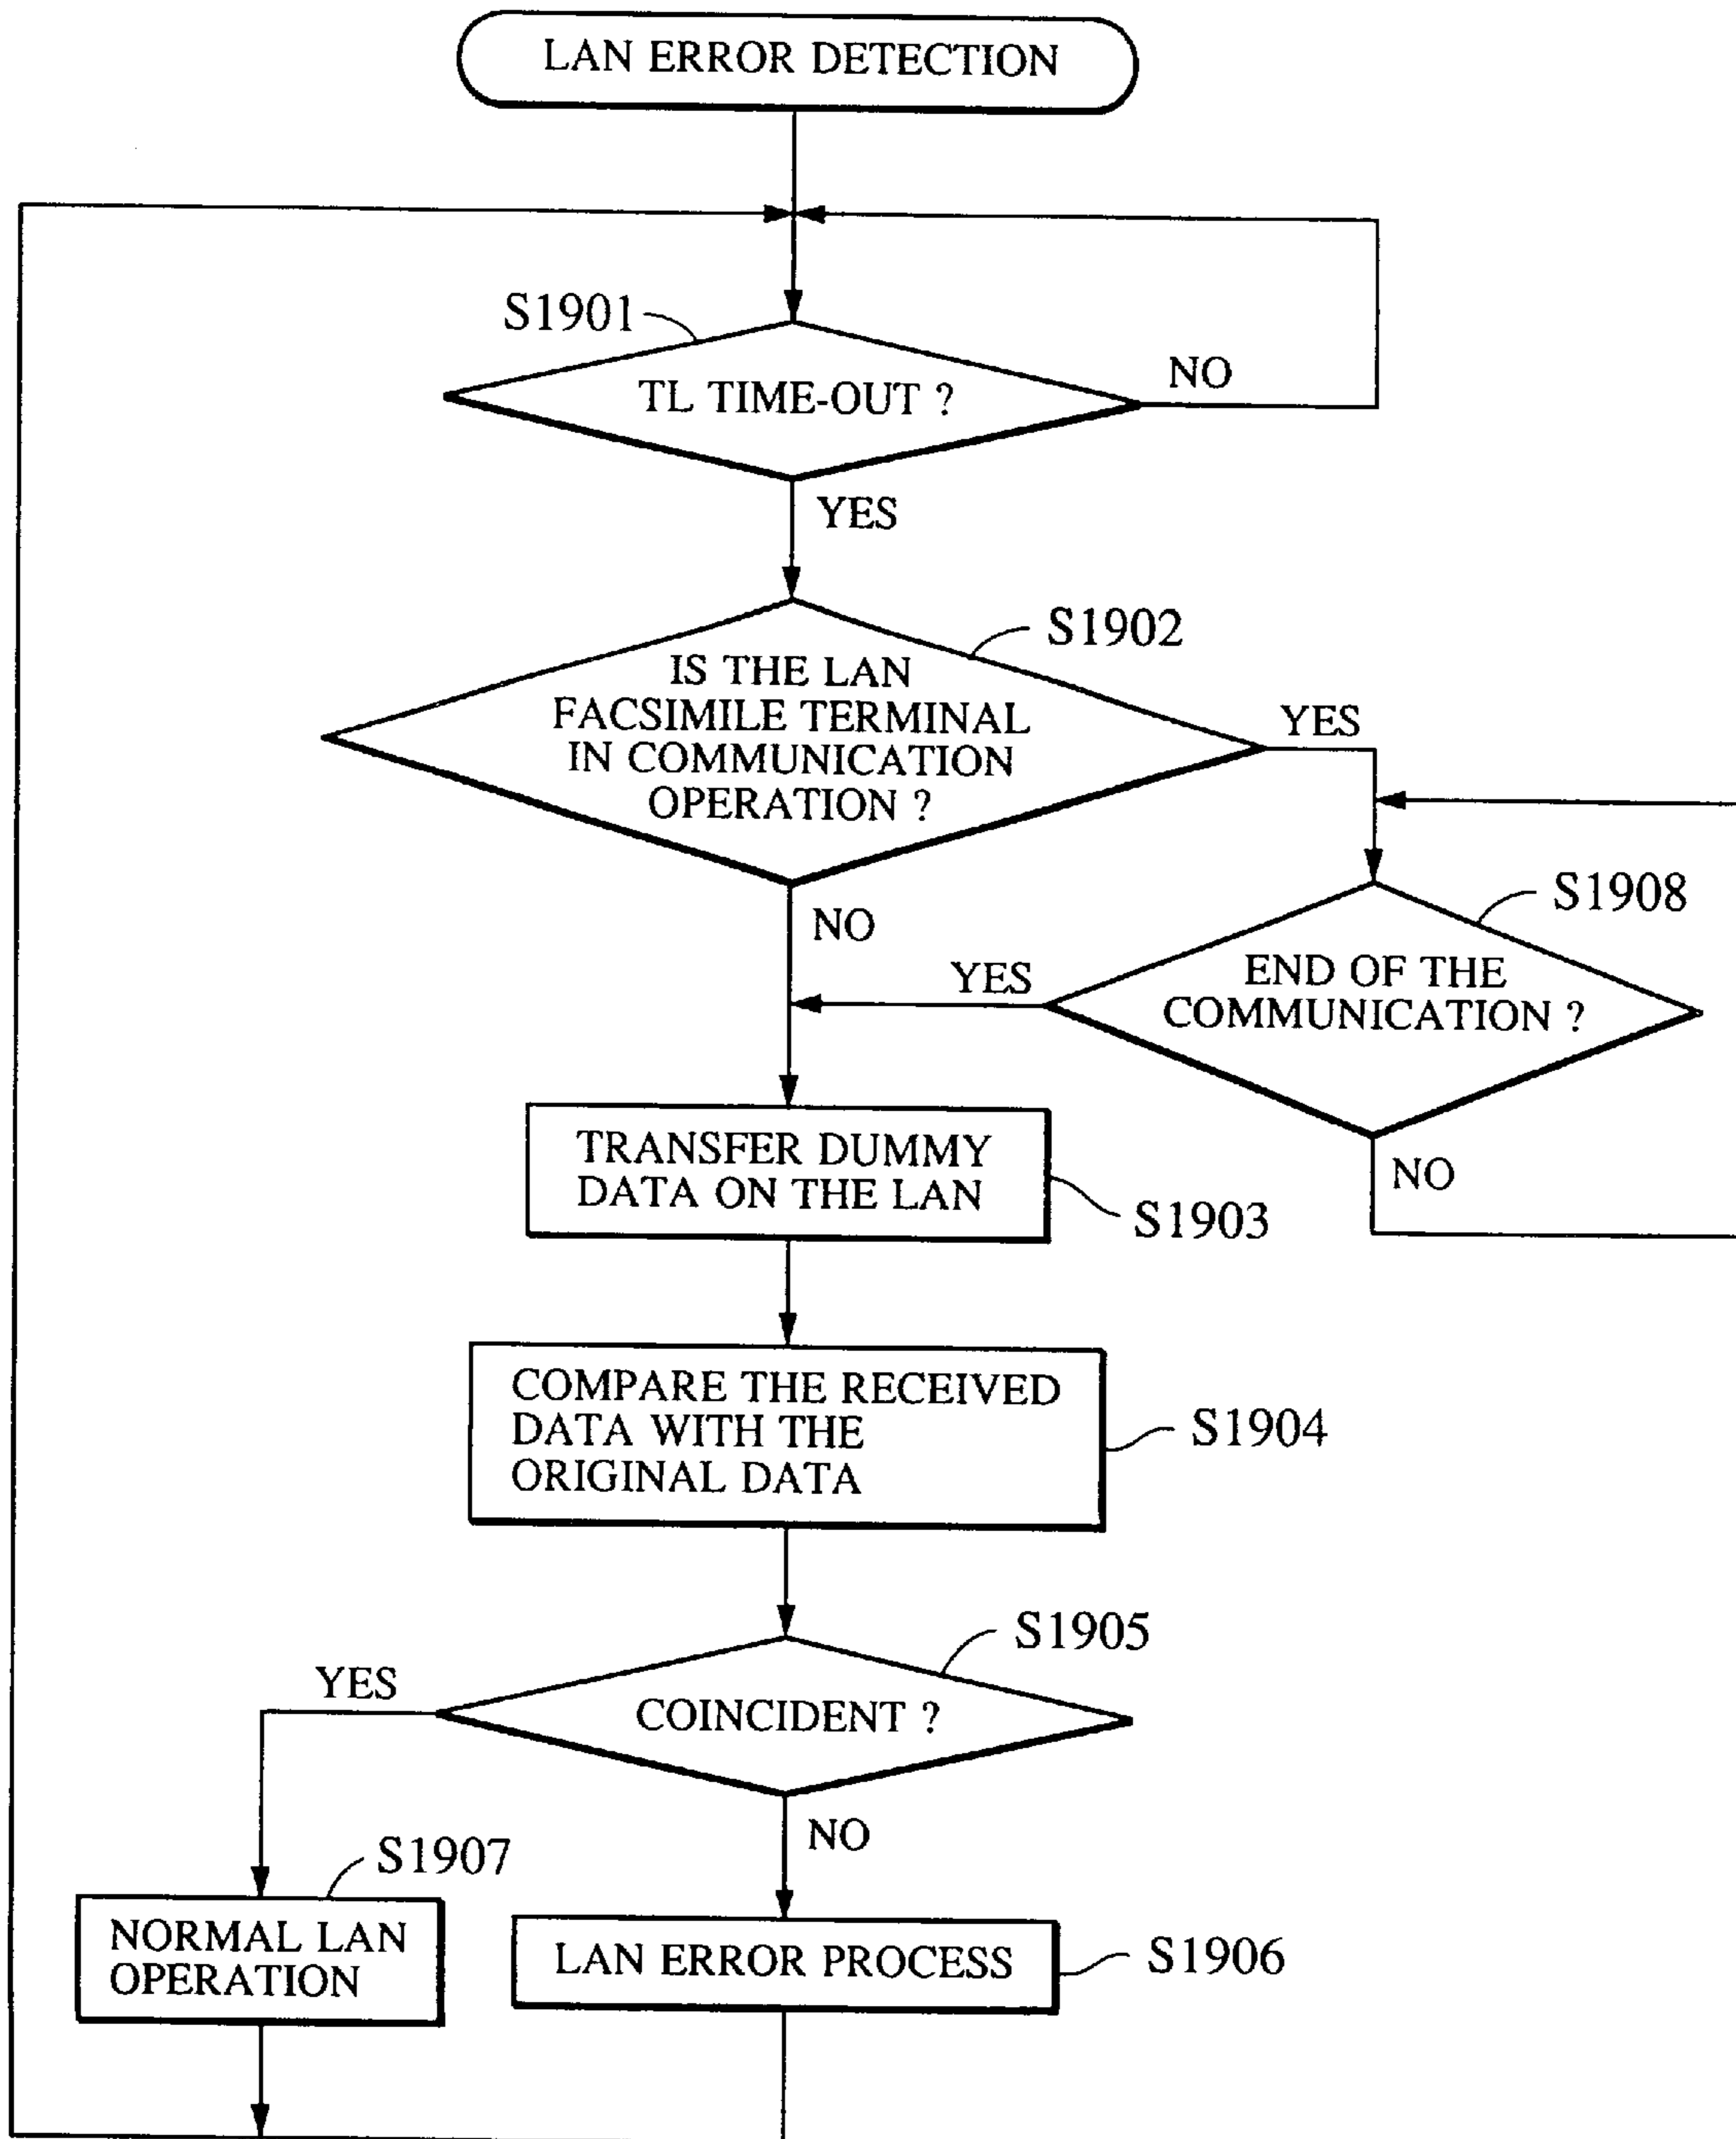 LAN ERROR DETECTION
S1901
TL TIME-OUT ?
NO
YES
S1902
IS THE LAN
FACSIMILE TERMINAL
IN COMMUNICATION
OPERATION ?
YES
NO
S1908
END OF THE
COMMUNICATION ?
YES
NO
TRANSFER DUMMY
DATA ON THE LAN
S1903
COMPARE THE RECEIVED
DATA WITH THE
ORIGINAL DATA
S1904
S1905
COINCIDENT ?
YES
NO
S1907
NORMAL LAN
OPERATION
LAN ERROR PROCESS
S1906